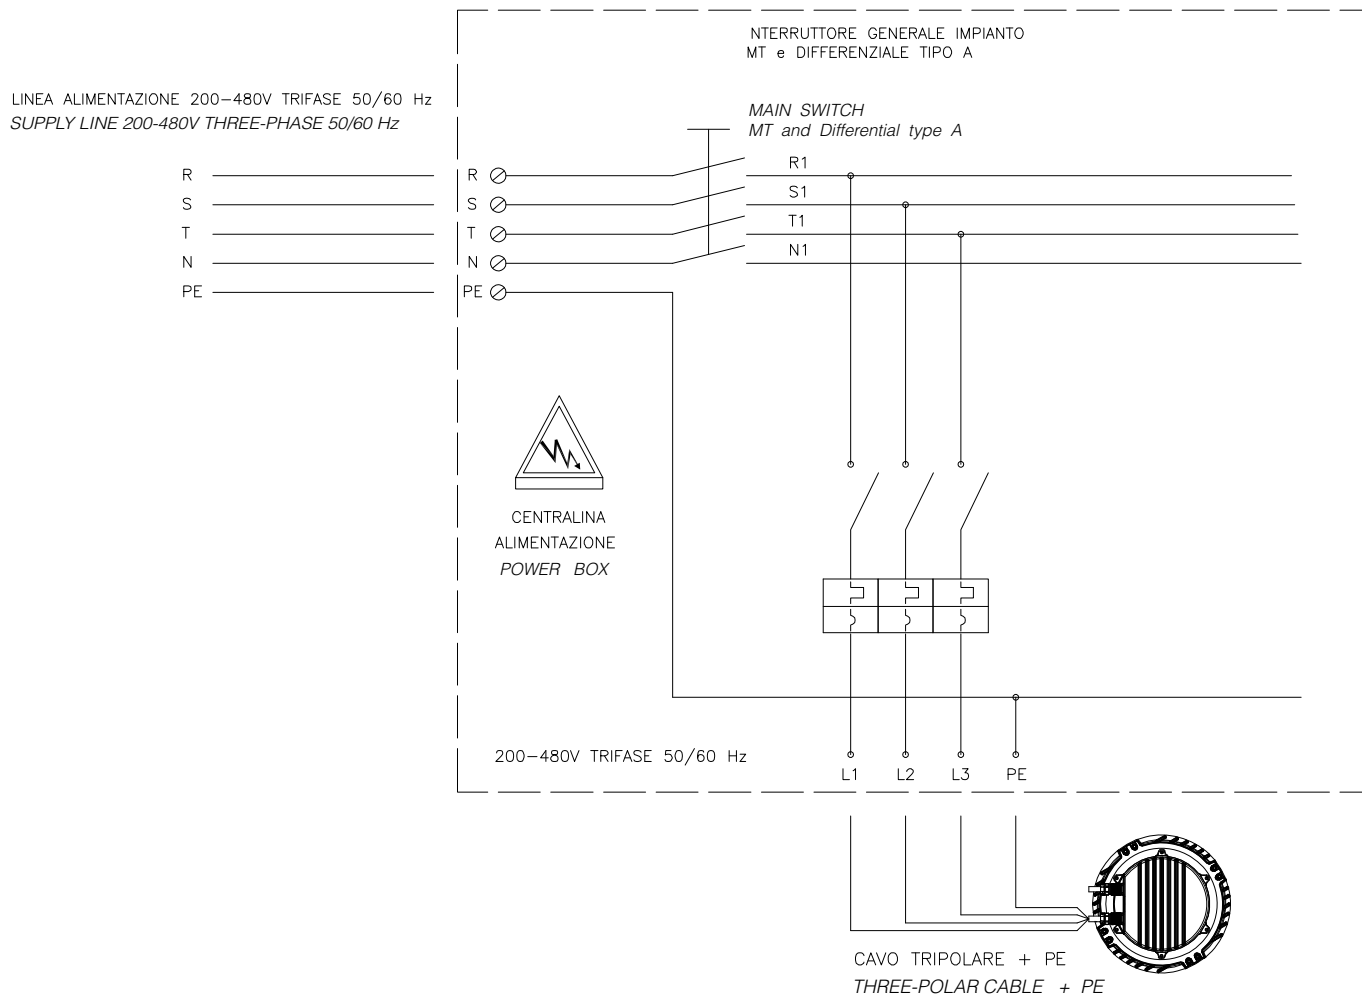 NTERRUTTORE GENERALE IMPIANTO
MT e DIFFERENZIALE TIPO A
LINEA ALIMENTAZIONE 200-480V TRIFASE 50/60 Hz
SUPPLY LINE 200-480V THREE-PHASE 50/60 Hz
MAIN SWITCH
MT and Differential type A
R R R1
S S S1
T T T1
N N N1
PE PE
CENTRALINA
ALIMENTAZIONE
POWER BOX
200-480V TRIFASE 50/60 Hz
L1 L2 L3 PE
CAVO TRIPOLARE + PE
THREE-POLAR CABLE + PE